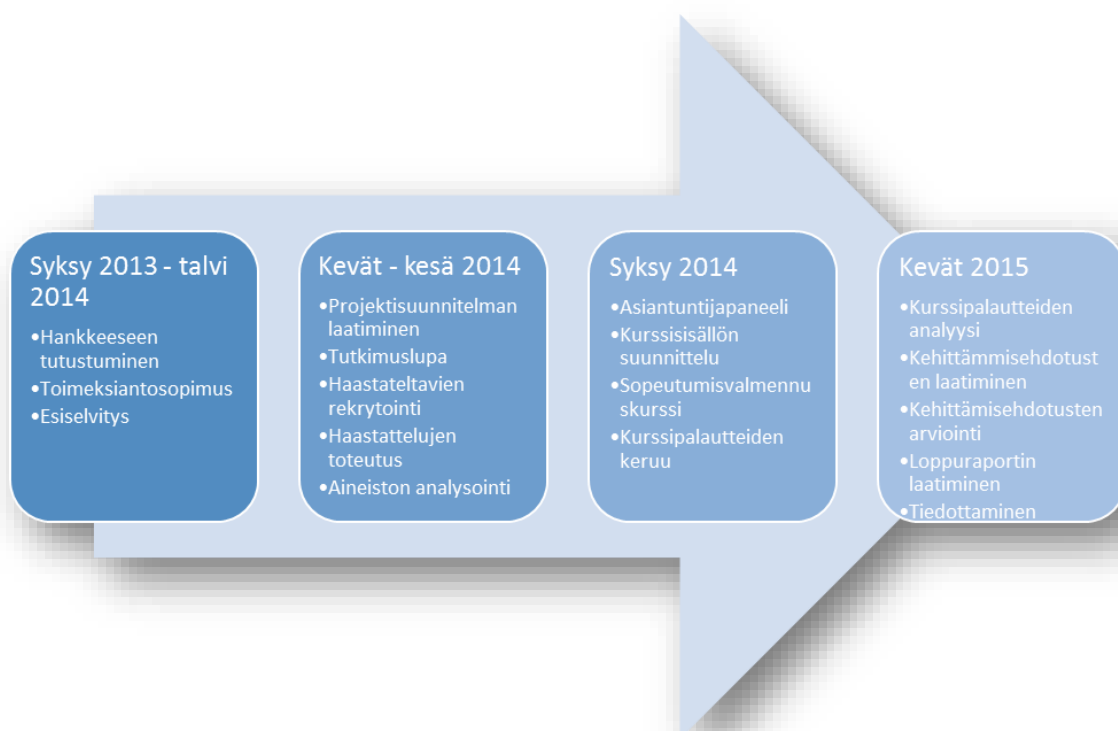 Syksy 2013 - talvi
2014
•Hankkeeseen
tutustuminen
•Toimeksiantosopimus
•Esiselvitys
Kevät - kesä 2014
•Projektisuunnitelman
laatiminen
•Tutkimuslupa
•Haastateltavien
rekrytointi
•Haastattelujen
toteutus
•Aineiston analysointi
Syksy 2014
•Asiantuntijapaneeli
•Kurssisisällön
suunnittelu
•Sopeutumisvalmennu
skurssi
•Kurssipalautteiden
keruu
Kevät 2015
•Kurssipalautteiden
analyysi
•Kehittämmisehdotust
en laatiminen
•Kehittämisehdotusten
arviointi
•Loppuraportin
laatiminen
•Tiedottaminen